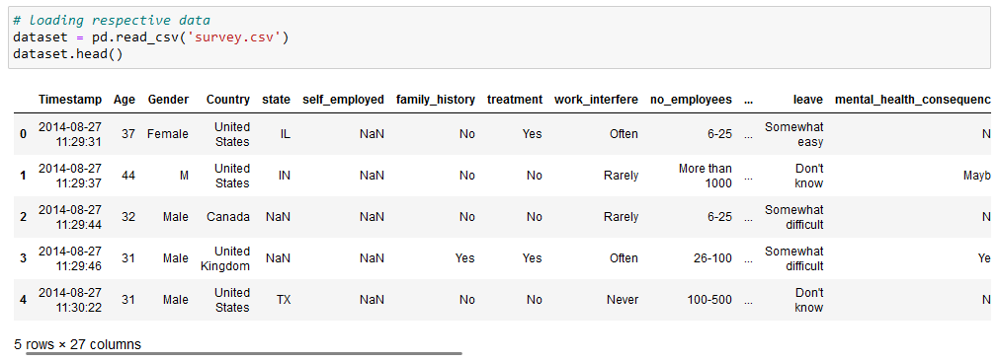 # Loading respective data
dataset = pd.read_csv('survey.csv')
dataset.head()
Timestamp Age Gender Country state self_employed family_history treatment work_interfere no_employees ... leave mental_health_consequenc
0 2014-08-27 11:29:31 37 Female United States IL NaN No Yes Often 6-25 ... Somewhat easy N
1 2014-08-27 11:29:37 44 M United States IN NaN No No Rarely More than 1000 ... Don't know Mayb
2 2014-08-27 11:29:44 32 Male Canada NaN NaN No No Rarely 6-25 ... Somewhat difficult N
3 2014-08-27 11:29:46 31 Male United Kingdom NaN NaN Yes Yes Often 26-100 ... Somewhat difficult Ye
4 2014-08-27 11:30:22 31 Male United States TX NaN No No Never 100-500 ... Don't know N
5 rows × 27 columns